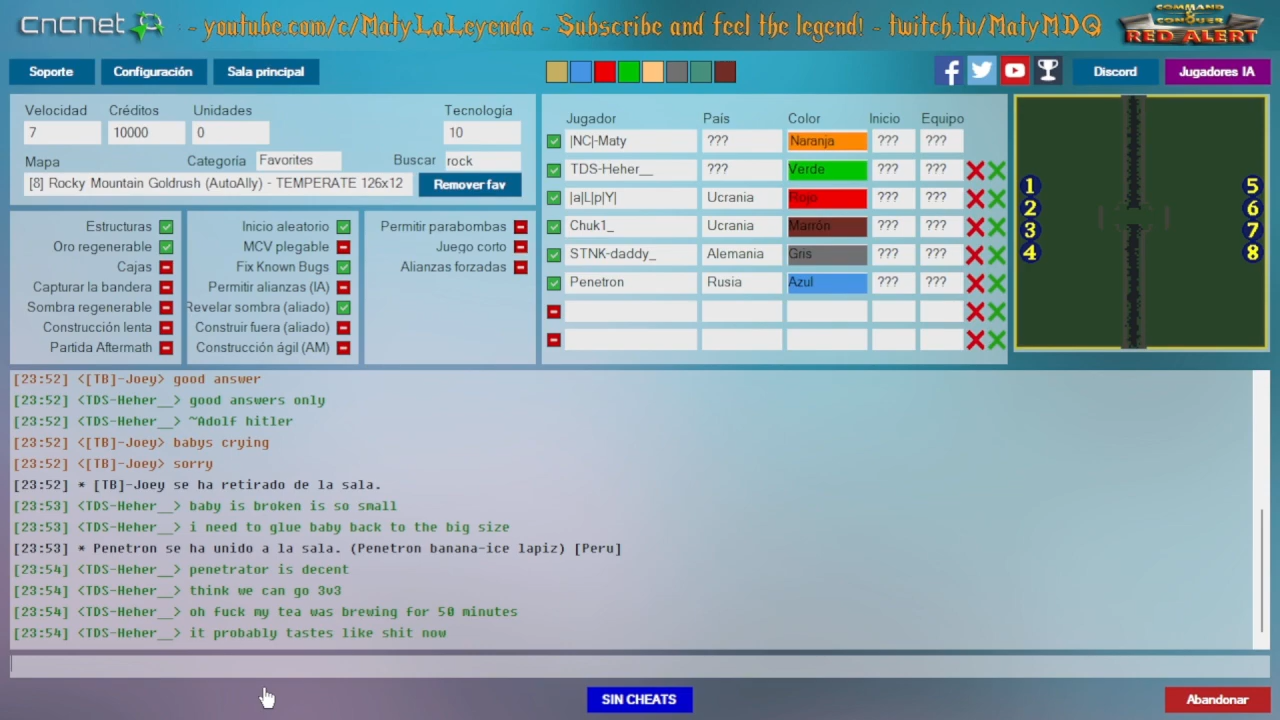 CnCNet
- youtube.com/c/MatyLaLeyenda - Subscribe and feel the legend! - twitch.tv/MatyMDQ
COMMAND & CONQUER
RED ALERT
Soporte
Configuración
Sala principal
Discord
Jugadores IA
Velocidad
Créditos
Unidades
Tecnología
7
10000
0
10
Mapa
Categoría
Favorites
Buscar
rock
[8] Rocky Mountain Goldrush (AutoAlly) - TEMPERATE 126x12
Remover fav
Estructuras
Oro regenerable
Cajas
Capturar la bandera
Sombra regenerable
Construcción lenta
Partida Aftermath
Inicio aleatorio
MCV plegable
Fix Known Bugs
Permitir alianzas (IA)
Revelar sombra (aliado)
Construir fuera (aliado)
Construcción ágil (AM)
Permitir parabombas
Juego corto
Alianzas forzadas
Jugador País Color Inicio Equipo
|NC|-Maty ??? Naranja ??? ???
TDS-Heher__ ??? Verde ??? ???
|a|L|p|Y| Ucrania Rojo ??? ???
Chuk1_ Ucrania Marrón ??? ???
STNK-daddy_ Alemania Gris ??? ???
Penetron Rusia Azul ??? ???
1 5
2 6
3 7
4 8
[23:52] <[TB]-Joey> good answer
[23:52] <TDS-Heher__> good answers only
[23:52] <TDS-Heher__> ~Adolf hitler
[23:52] <[TB]-Joey> babys crying
[23:52] <[TB]-Joey> sorry
[23:52] * [TB]-Joey se ha retirado de la sala.
[23:53] <TDS-Heher__> baby is broken is so small
[23:53] <TDS-Heher__> i need to glue baby back to the big size
[23:53] * Penetron se ha unido a la sala. (Penetron banana-ice lapiz) [Peru]
[23:54] <TDS-Heher__> penetrator is decent
[23:54] <TDS-Heher__> think we can go 3v3
[23:54] <TDS-Heher__> oh fuck my tea was brewing for 50 minutes
[23:54] <TDS-Heher__> it probably tastes like shit now
SIN CHEATS
Abandonar